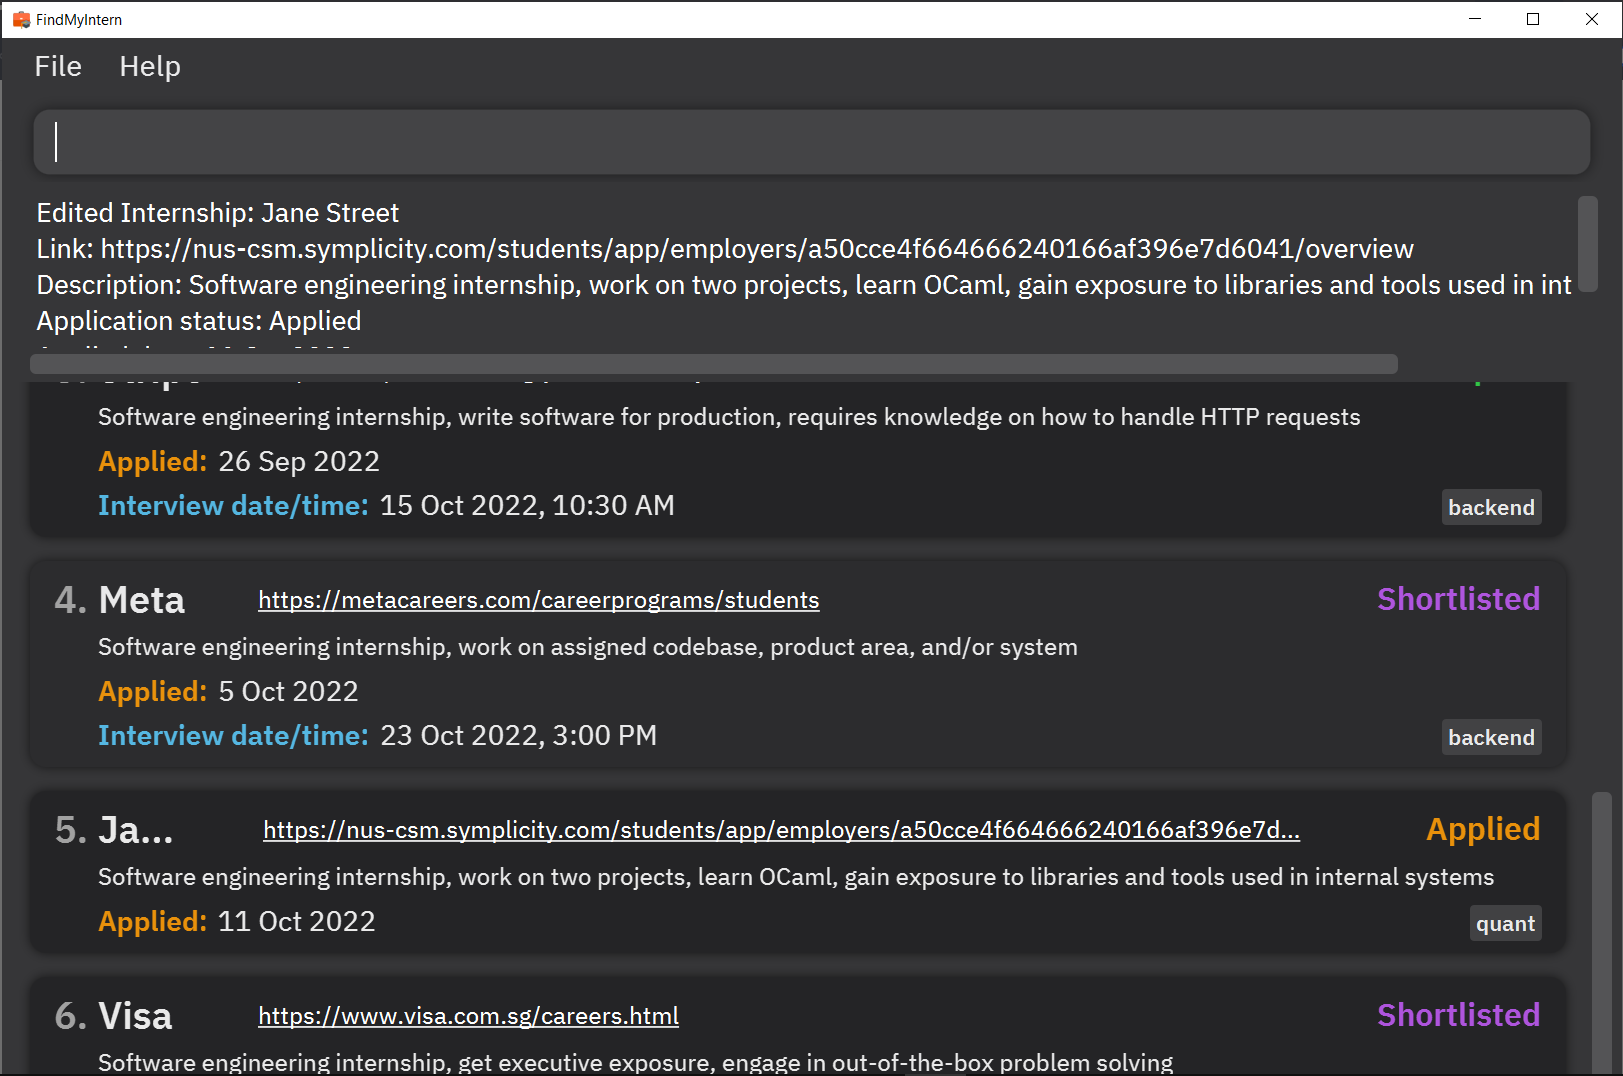 FindMyIntern
File Help
Edited Internship: Jane Street
Link: https://nus-csm.symplicity.com/students/app/employers/a50cce4f664666240166af396e7d6041/overview
Description: Software engineering internship, work on two projects, learn OCaml, gain exposure to libraries and tools used in int
Application status: Applied
Software engineering internship, write software for production, requires knowledge on how to handle HTTP requests
Applied: 26 Sep 2022
Interview date/time: 15 Oct 2022, 10:30 AM
backend
4. Meta https://metacareers.com/careerprograms/students Shortlisted
Software engineering internship, work on assigned codebase, product area, and/or system
Applied: 5 Oct 2022
Interview date/time: 23 Oct 2022, 3:00 PM
backend
5. Ja... https://nus-csm.symplicity.com/students/app/employers/a50cce4f664666240166af396e7d... Applied
Software engineering internship, work on two projects, learn OCaml, gain exposure to libraries and tools used in internal systems
Applied: 11 Oct 2022
quant
6. Visa https://www.visa.com.sg/careers.html Shortlisted
Software engineering internship, get executive exposure, engage in out-of-the-box problem solving